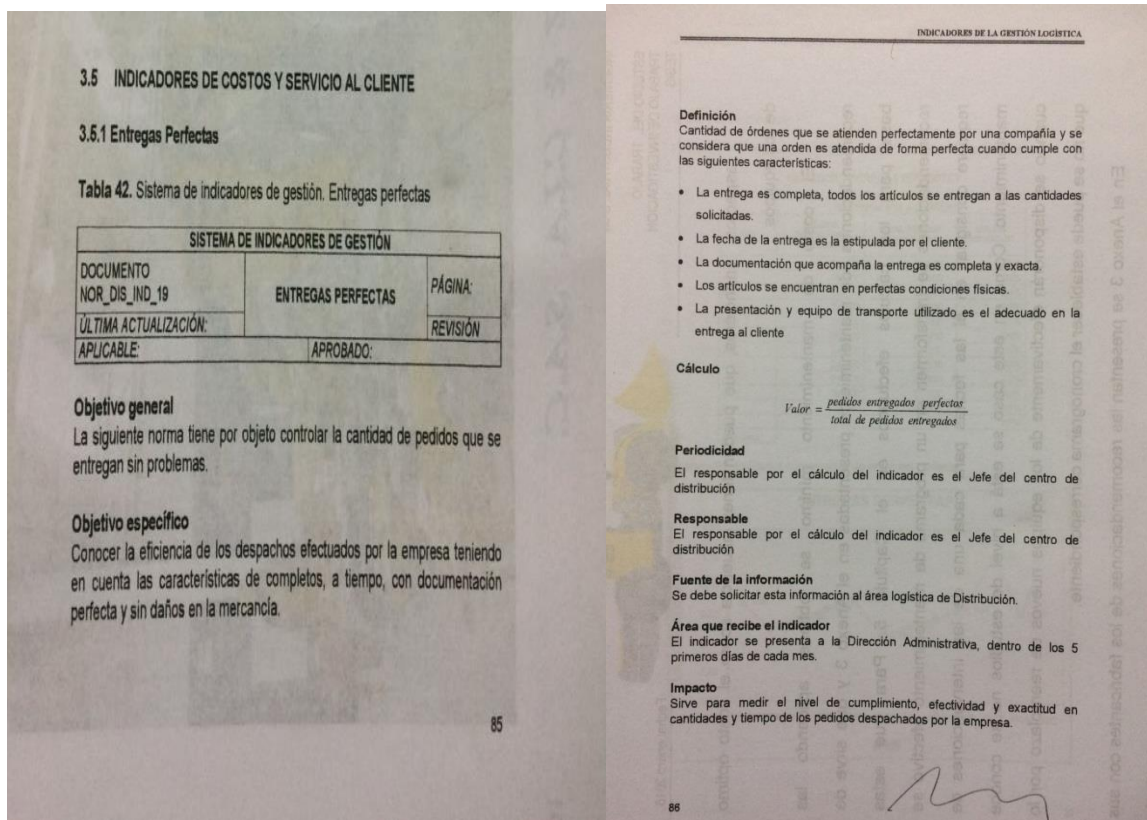 3.5 INDICADORES DE COSTOS Y SERVICIO AL CLIENTE
3.5.1 Entregas Perfectas
Tabla 42. Sistema de indicadores de gestión. Entregas perfectas
SISTEMA DE INDICADORES DE GESTIÓN
DOCUMENTO
NOR_DIS_IND_19
ENTREGAS PERFECTAS
PÁGINA:
ÚLTIMA ACTUALIZACIÓN:
REVISIÓN
APLICABLE:
APROBADO:
Objetivo general
La siguiente norma tiene por objeto controlar la cantidad de pedidos que se
entregan sin problemas.
Objetivo específico
Conocer la eficiencia de los despachos efectuados por la empresa teniendo
en cuenta las características de completos, a tiempo, con documentación
perfecta y sin daños en la mercancía.
85
INDICADORES DE LA GESTIÓN LOGÍSTICA
Definición
Cantidad de órdenes que se atienden perfectamente por una compañía y se
considera que una orden es atendida de forma perfecta cuando cumple con
las siguientes características:
• La entrega es completa, todos los artículos se entregan a las cantidades
solicitadas.
• La fecha de la entrega es la estipulada por el cliente.
• La documentación que acompaña la entrega es completa y exacta.
• Los artículos se encuentran en perfectas condiciones físicas.
• La presentación y equipo de transporte utilizado es el adecuado en la
entrega al cliente
Cálculo
Valor = pedidos entregados perfectos
total de pedidos entregados
Periodicidad
El responsable por el cálculo del indicador es el Jefe del centro de
distribución
Responsable
El responsable por el cálculo del indicador es el Jefe del centro de
distribución
Fuente de la información
Se debe solicitar esta información al área logística de Distribución.
Área que recibe el indicador
El indicador se presenta a la Dirección Administrativa, dentro de los 5
primeros días de cada mes.
Impacto
Sirve para medir el nivel de cumplimiento, efectividad y exactitud en
cantidades y tiempo de los pedidos despachados por la empresa.
86